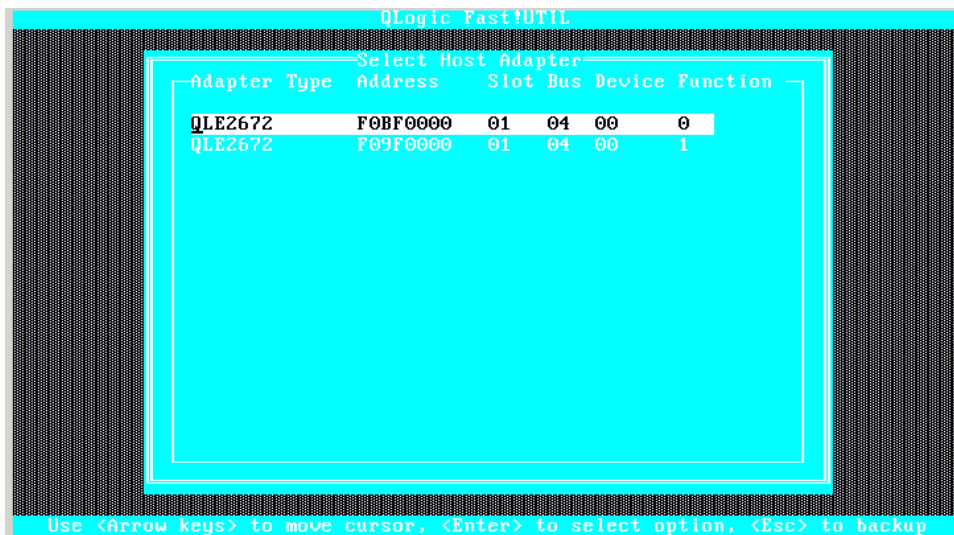 QLogic Fast!UTIL
Select Host Adapter
Adapter Type Address Slot Bus Device Function
QLE2672 F0BF0000 01 04 00 0
QLE2672 F09F0000 01 04 00 1
Use <Arrow keys> to move cursor, <Enter> to select option, <Esc> to backup